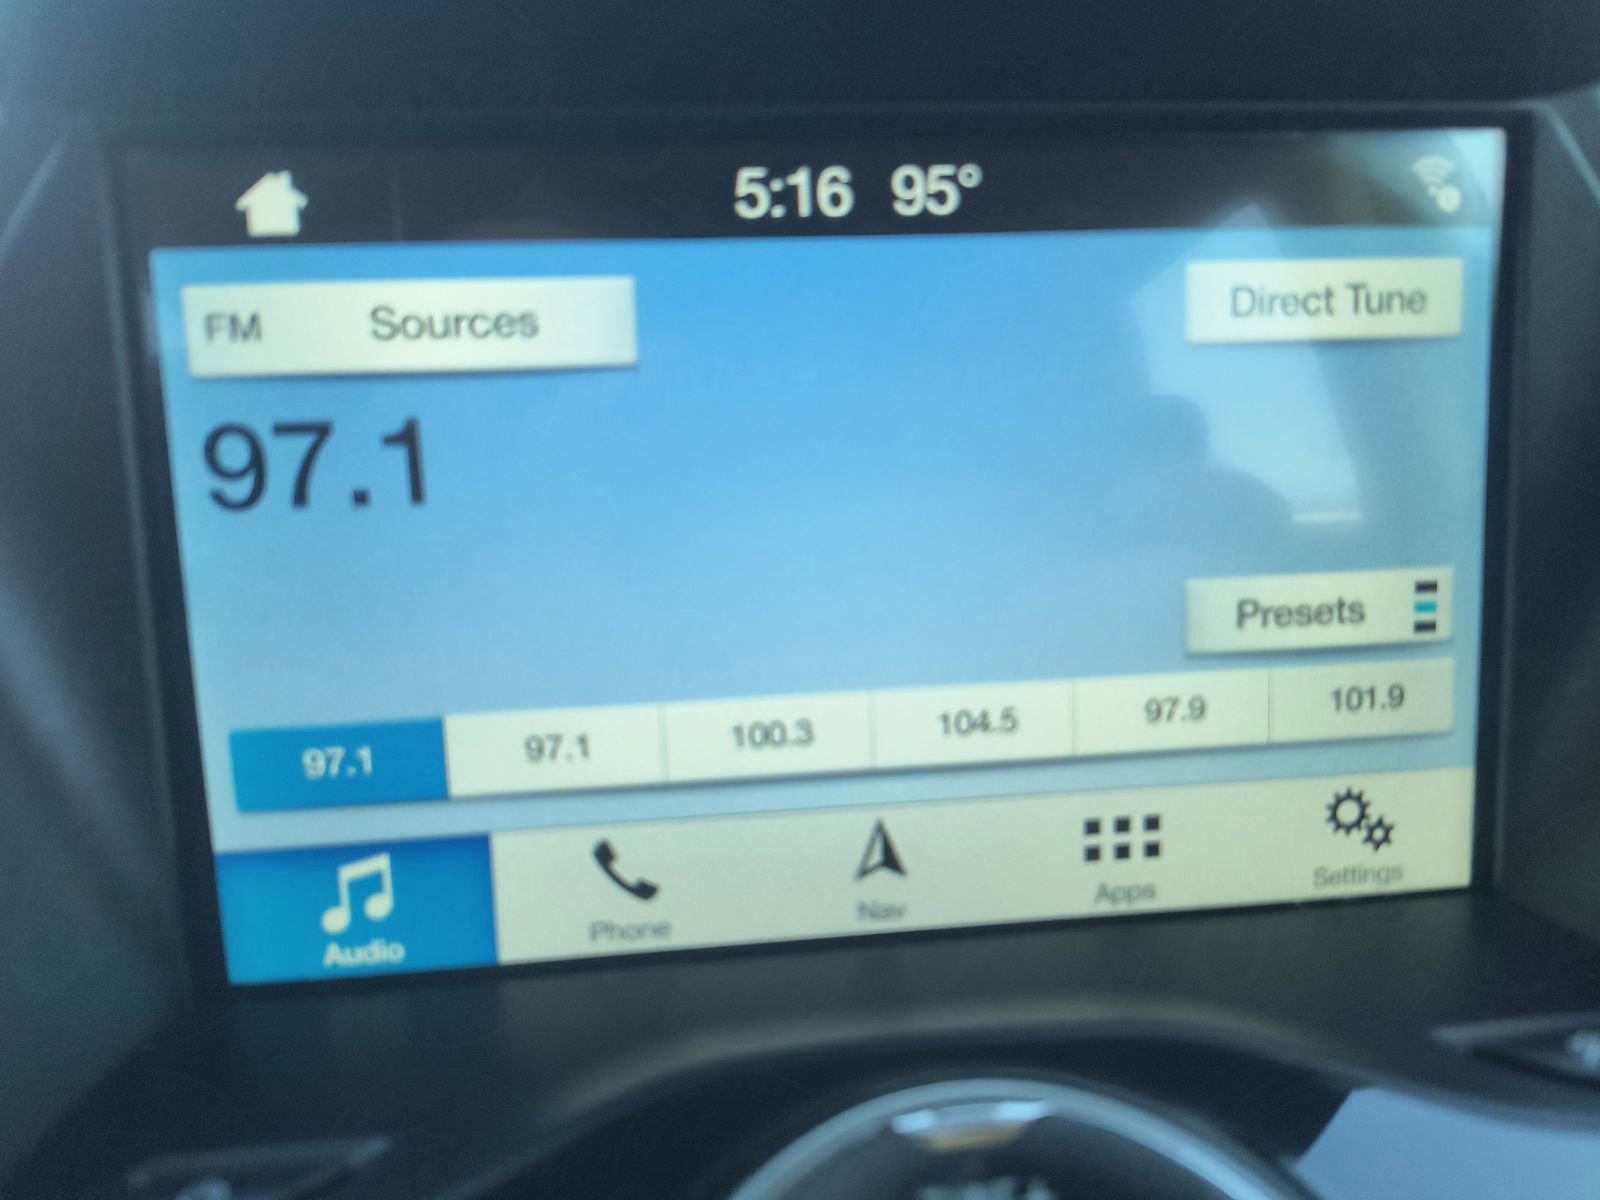 5:16 95°
FM Sources
Direct Tune
97.1
Presets
97.1 97.1 100.3 104.5 97.9 101.9
Audio Phone Nav Apps Settings